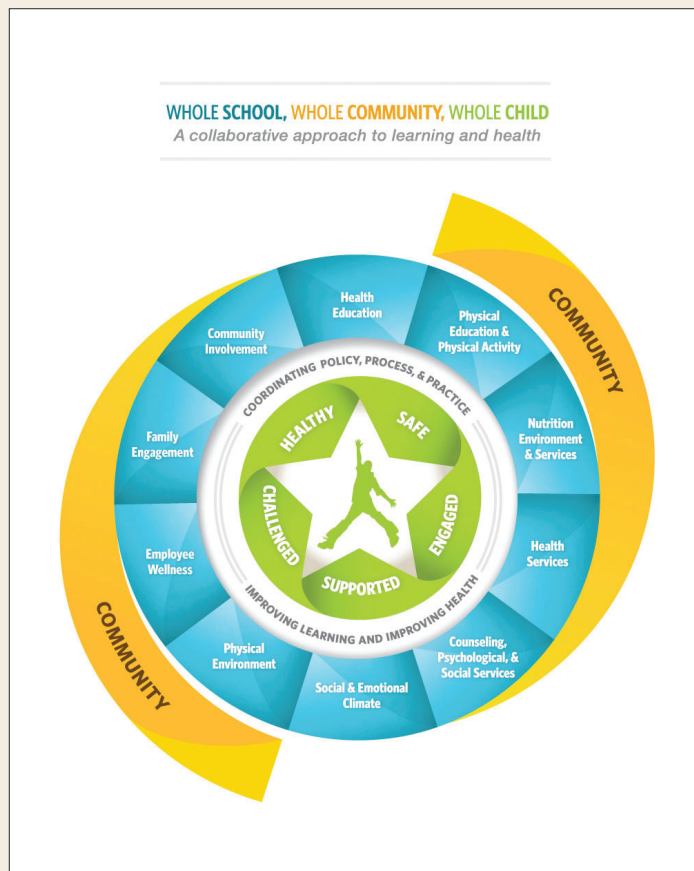 WHOLE SCHOOL, WHOLE COMMUNITY, WHOLE CHILD
A collaborative approach to learning and health
COMMUNITY
Health
Education
Physical
Education &
Physical Activity
Nutrition
Environment
& Services
Health
Services
Counseling,
Psychological, &
Social Services
Social & Emotional
Climate
Physical
Environment
Employee
Wellness
Family
Engagement
Community
Involvement
COORDINATING POLICY, PROCESS, & PRACTICE
IMPROVING LEARNING AND IMPROVING HEALTH
HEALTHY
SAFE
ENGAGED
SUPPORTED
CHALLENGED
COMMUNITY